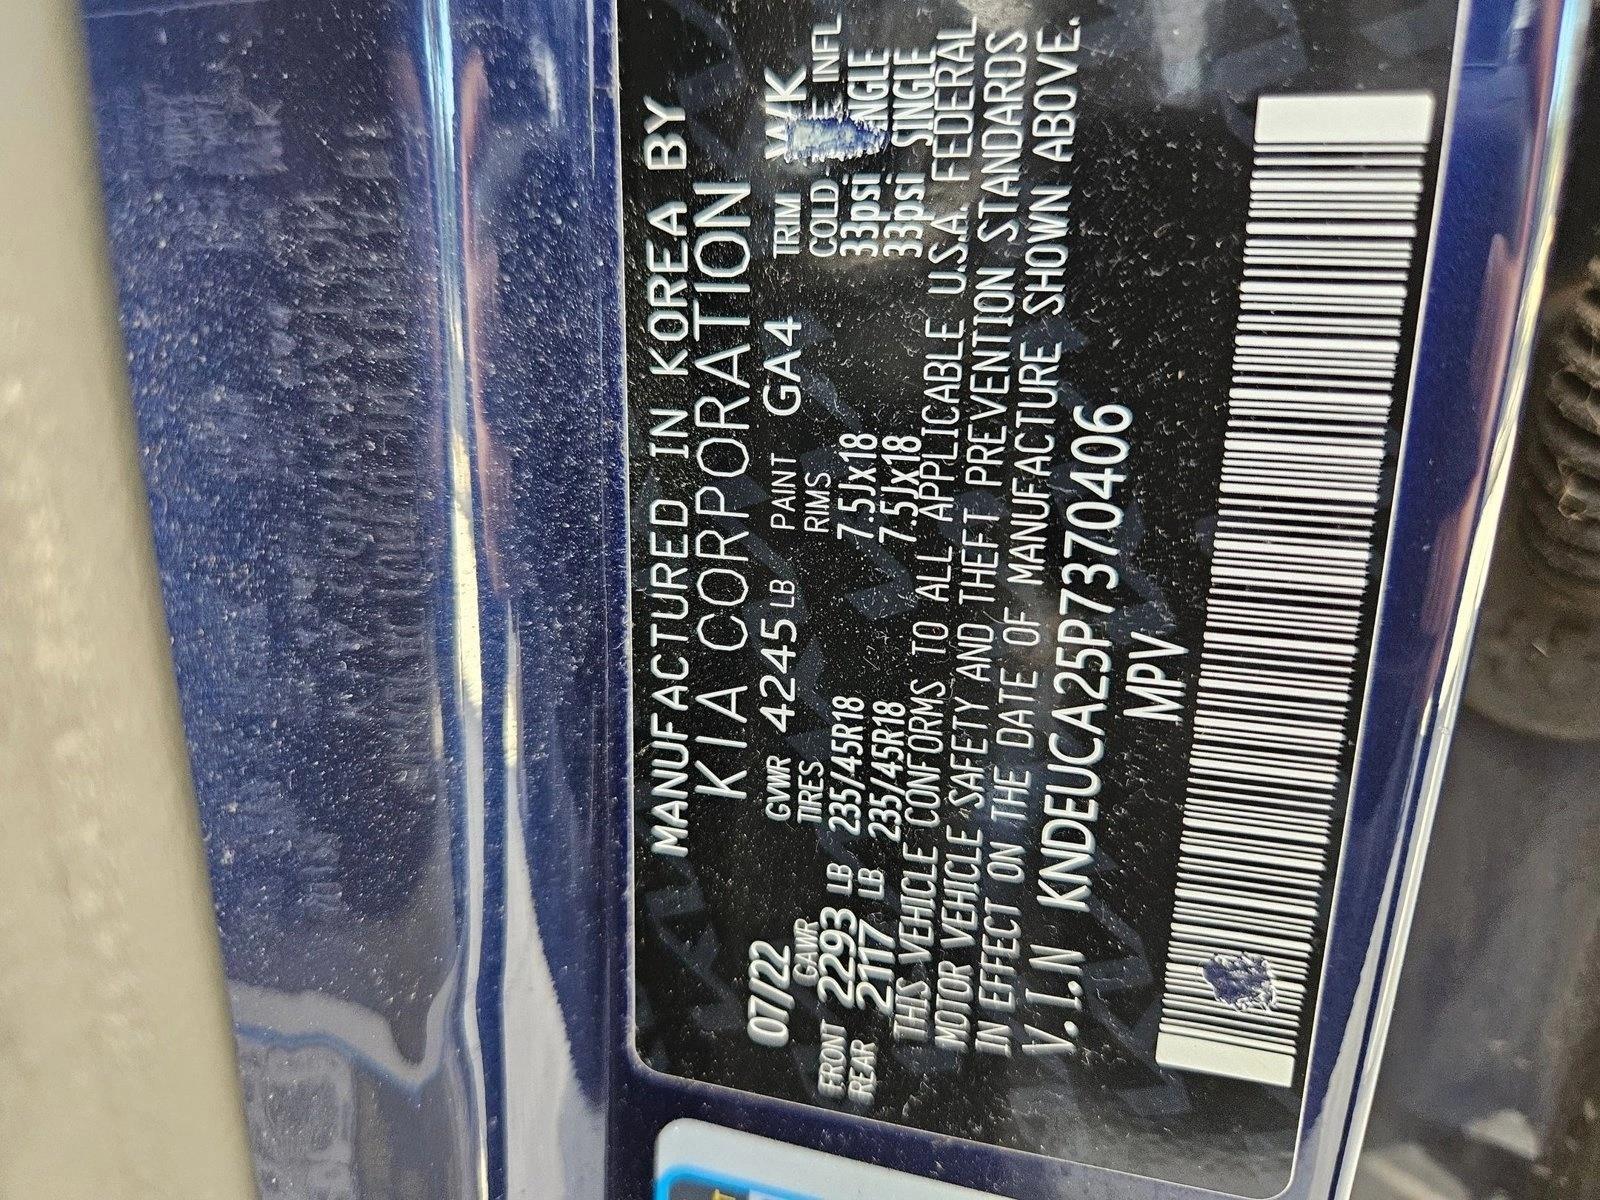 MANUFACTURED IN KOREA BY
KIA CORPORATION
07/22 GVWR 4245 LB PAINT GA4 TRIM WK
GAWR TIRES RIMS COLD INFL
FRONT 2293 LB 235/45R18 7.5Jx18 33psi
REAR 2117 LB 235/45R18 7.5Jx18 33psi SINGLE
THIS VEHICLE CONFORMS TO ALL APPLICABLE U.S.A. FEDERAL
MOTOR VEHICLE SAFETY AND THEFT PREVENTION STANDARDS
IN EFFECT ON THE DATE OF MANUFACTURE SHOWN ABOVE.
V.I.N KNDEUCA25P7370406
MPV